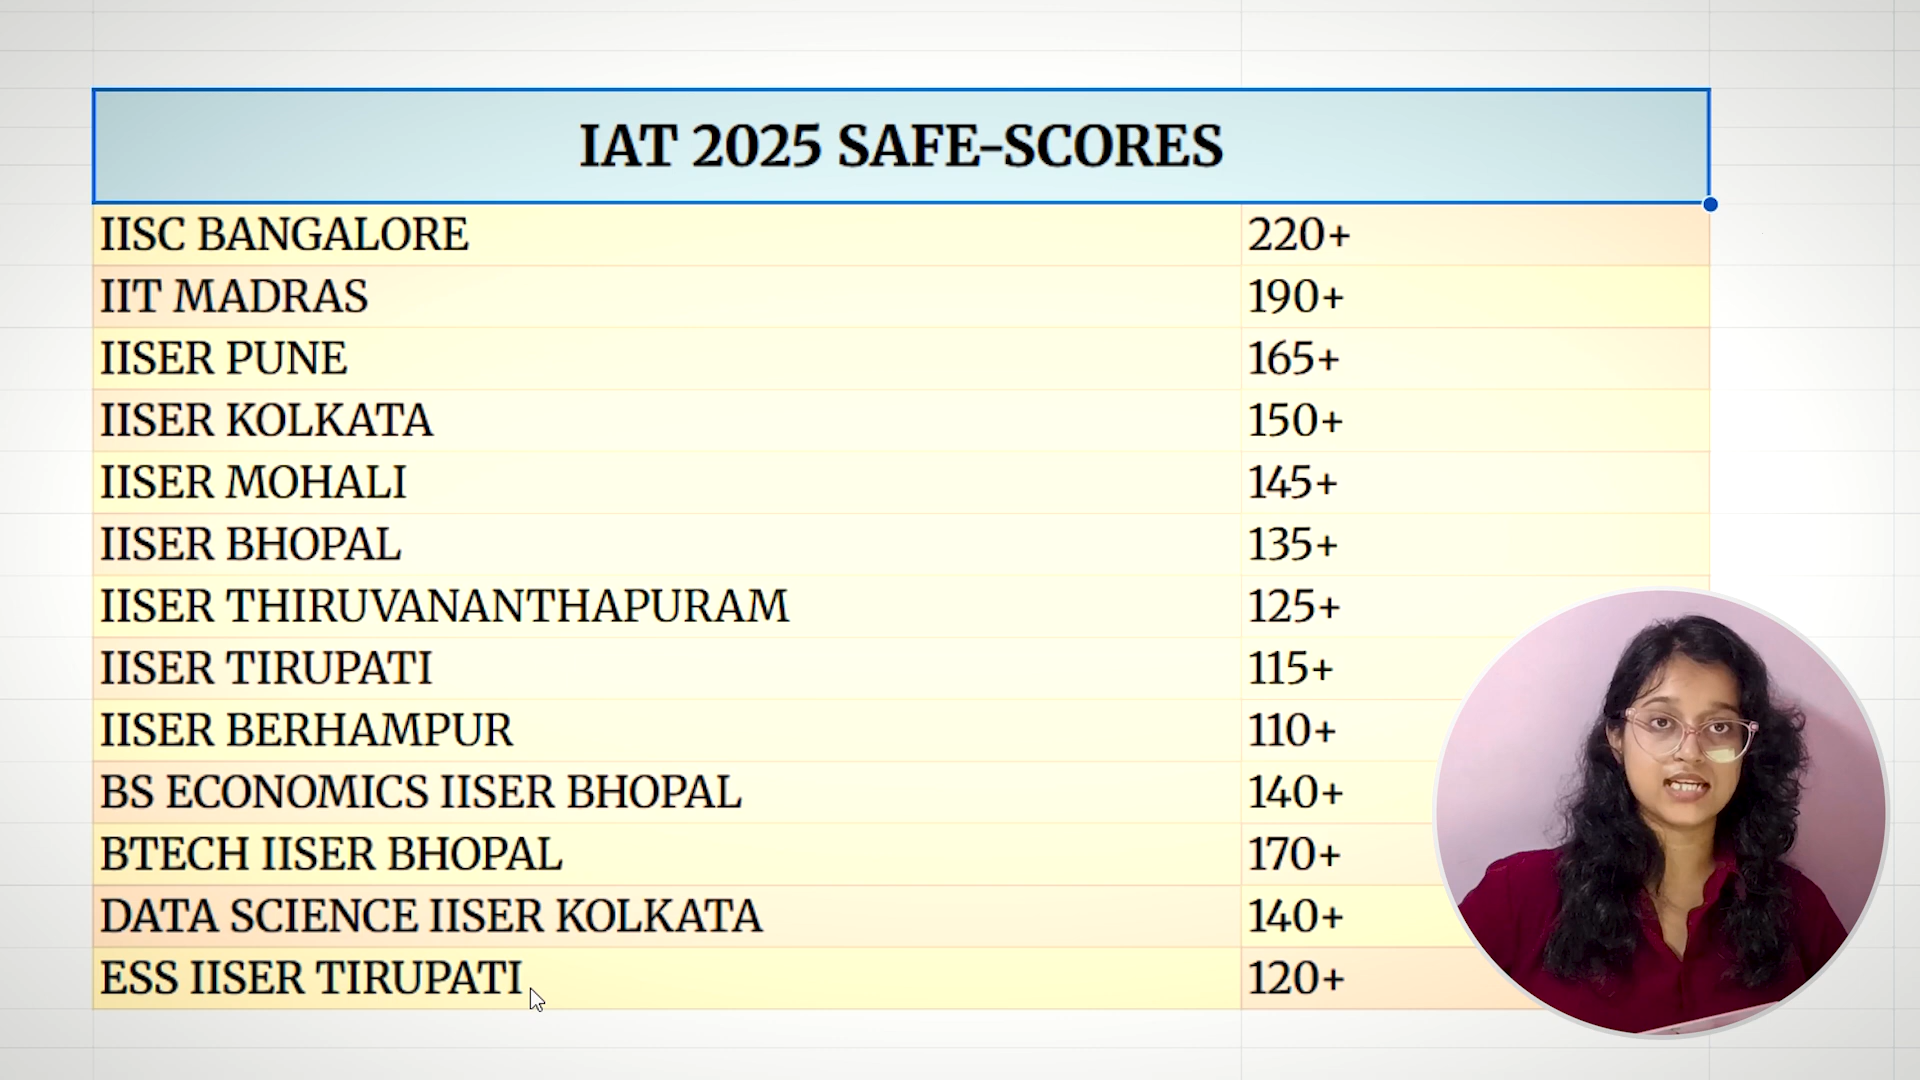 IAT 2025 SAFE-SCORES
IISC BANGALORE 220+
IIT MADRAS 190+
IISER PUNE 165+
IISER KOLKATA 150+
IISER MOHALI 145+
IISER BHOPAL 135+
IISER THIRUVANANTHAPURAM 125+
IISER TIRUPATI 115+
IISER BERHAMPUR 110+
BS ECONOMICS IISER BHOPAL 140+
BTECH IISER BHOPAL 170+
DATA SCIENCE IISER KOLKATA 140+
ESS IISER TIRUPATI 120+